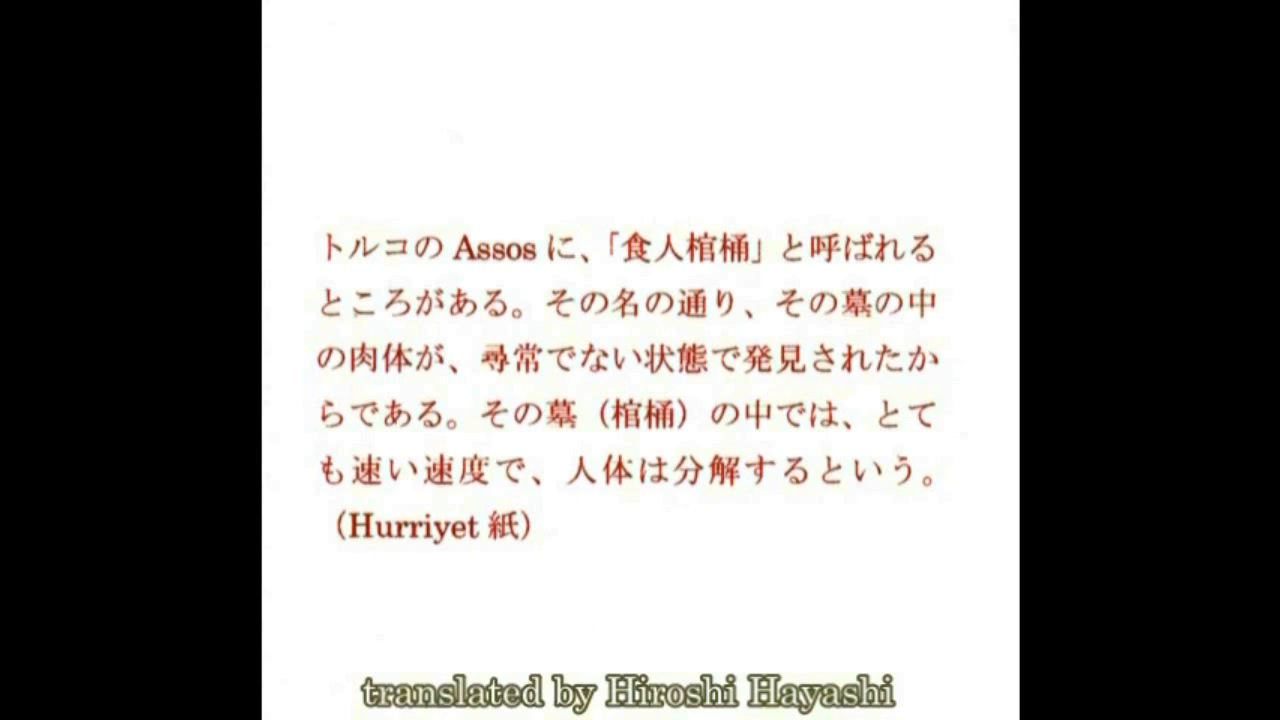 トルコの Assos に、「食人棺桶」と呼ばれる
ところがある。その名の通り、その墓の中
の肉体が、尋常でない状態で発見されたか
らである。その墓（棺桶）の中では、とて
も速い速度で、人体は分解するという。
（Hurriyet 紙）
translated by Hiroshi Hayashi